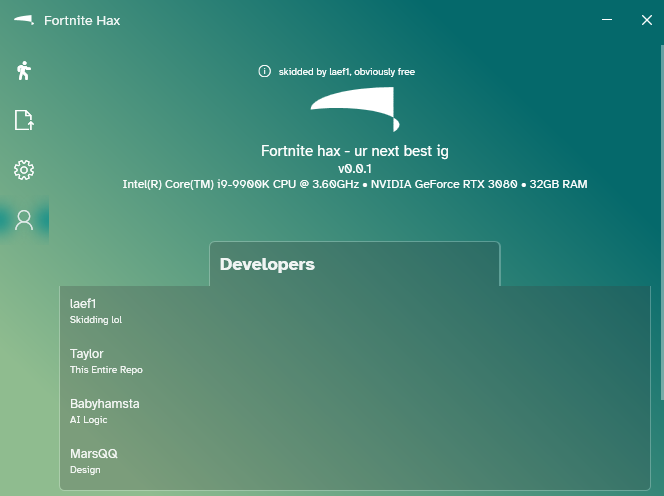 Fortnite Hax
skidded by laef1, obviously free
Fortnite hax - ur next best ig
v0.0.1
Intel(R) Core(TM) i9-9900K CPU @ 3.60GHz • NVIDIA GeForce RTX 3080 • 32GB RAM
Developers
laef1
Skidding lol
Taylor
This Entire Repo
Babyhamsta
AI Logic
MarsQQ
Design